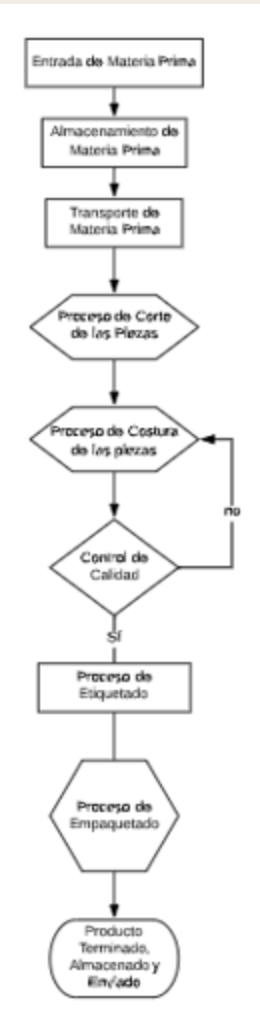 Entrada de Materia Prima
Almacenamiento de
Materia Prima
Transporte de
Materia Prima
Proceso de Corte
de las Piezas
Proceso de Costura
de las piezas
no
Control de
Calidad
SÍ
Proceso de
Etiquetado
Proceso de
Empaquetado
Producto
Terminado,
Almacenado y
Enviado